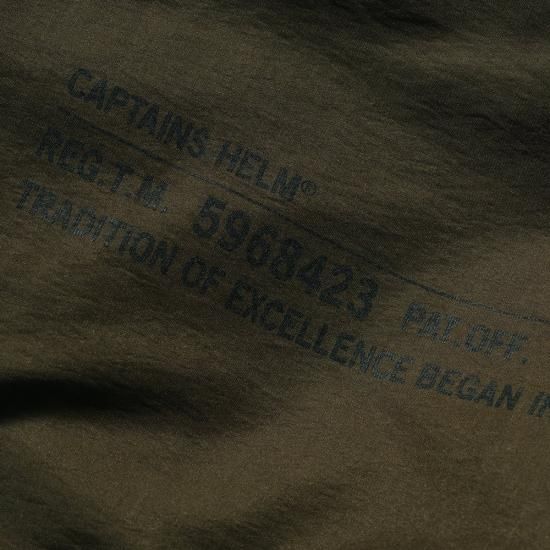 CAPTAINS HELM®
REG.T.M. 5968423 PAT.OFF.
TRADITION OF EXCELLENCE BEGAN